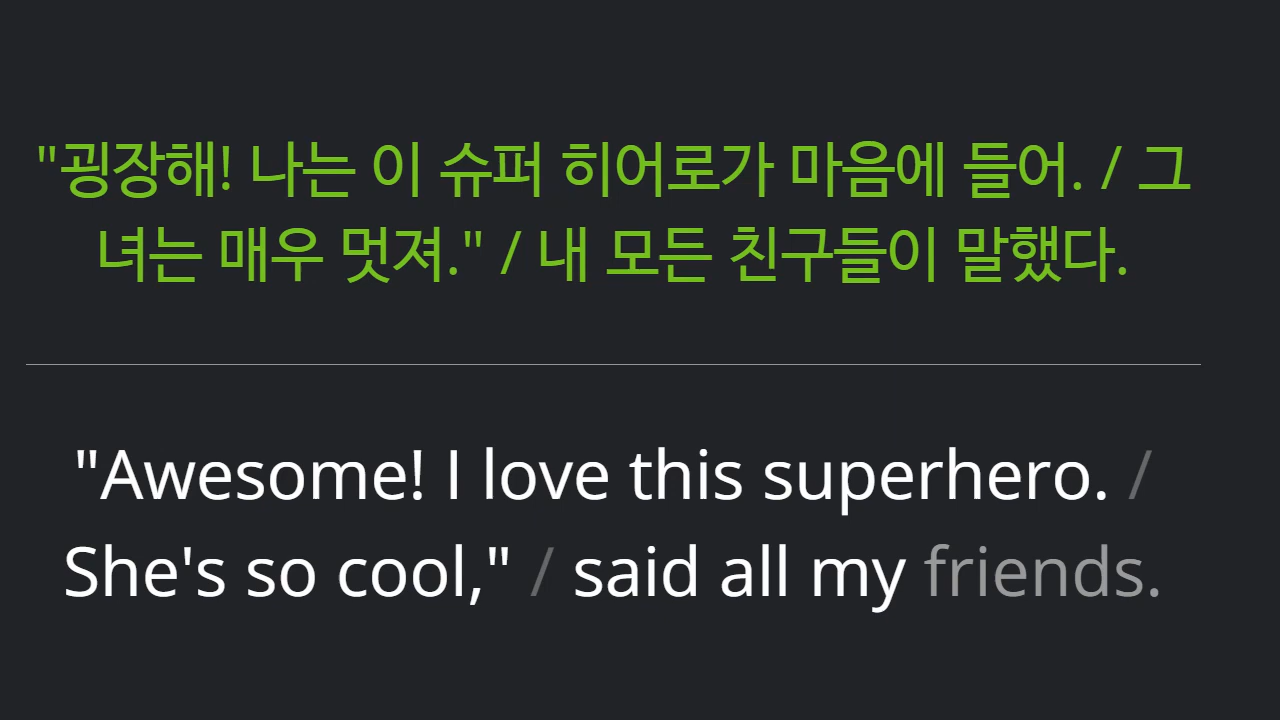 "굉장해! 나는 이 슈퍼 히어로가 마음에 들어. / 그
녀는 매우 멋져." / 내 모든 친구들이 말했다.
"Awesome! I love this superhero. /
She's so cool," / said all my friends.